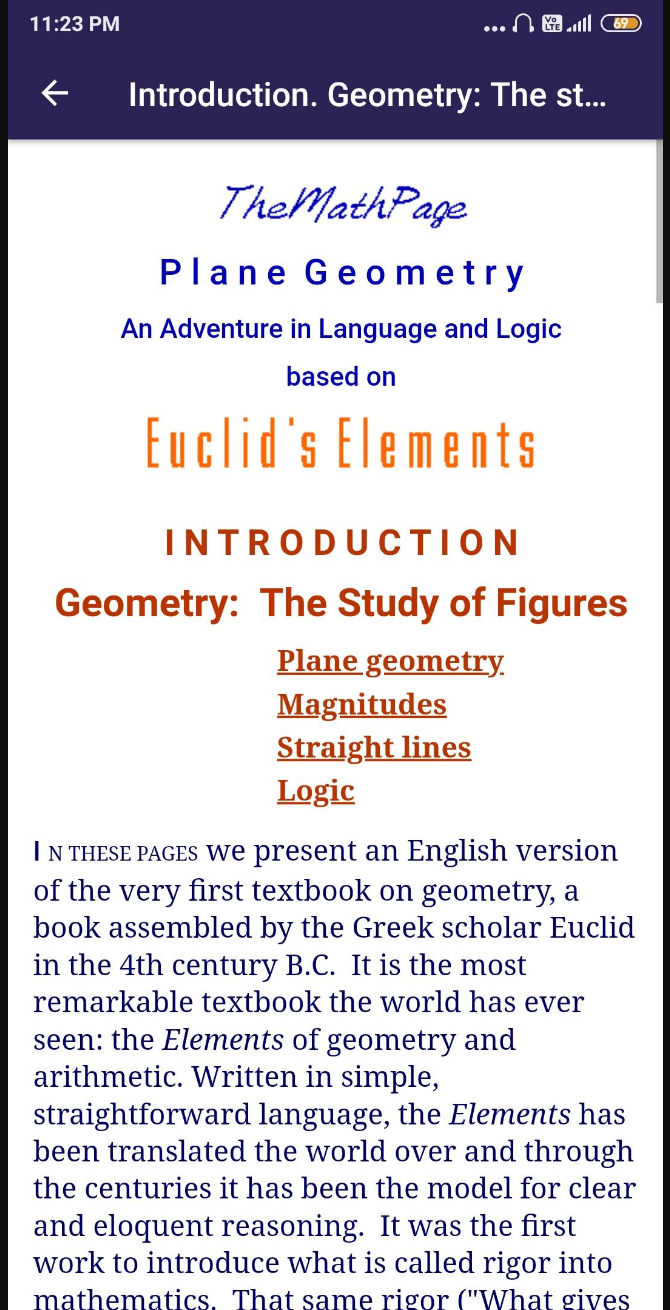 11:23 PM
... Vo LTE 69
Introduction. Geometry: The st...
TheMathPage
Plane Geometry
An Adventure in Language and Logic
based on
Euclid's Elements
INTRODUCTION
Geometry: The Study of Figures
Plane geometry
Magnitudes
Straight lines
Logic
I N THESE PAGES we present an English version
of the very first textbook on geometry, a
book assembled by the Greek scholar Euclid
in the 4th century B.C. It is the most
remarkable textbook the world has ever
seen: the Elements of geometry and
arithmetic. Written in simple,
straightforward language, the Elements has
been translated the world over and through
the centuries it has been the model for clear
and eloquent reasoning. It was the first
work to introduce what is called rigor into
mathematics. That same rigor ("What gives